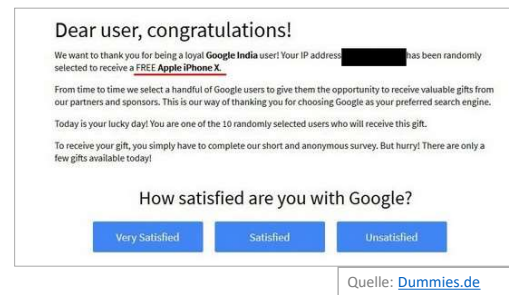 Dear user, congratulations!
We want to thank you for being a loyal Google India user! Your IP address has been randomly
selected to receive a FREE Apple iPhone X.
From time to time we select a handful of Google users to give them the opportunity to receive valuable gifts from
our partners and sponsors. This is our way of thanking you for choosing Google as your preferred search engine.
Today is your lucky day! You are one of the 10 randomly selected users who will receive this gift.
To receive your gift, you simply have to complete our short and anonymous survey. But hurry! There are only a
few gifts available today!
How satisfied are you with Google?
Very Satisfied Satisfied Unsatisfied
Quelle: Dummies.de